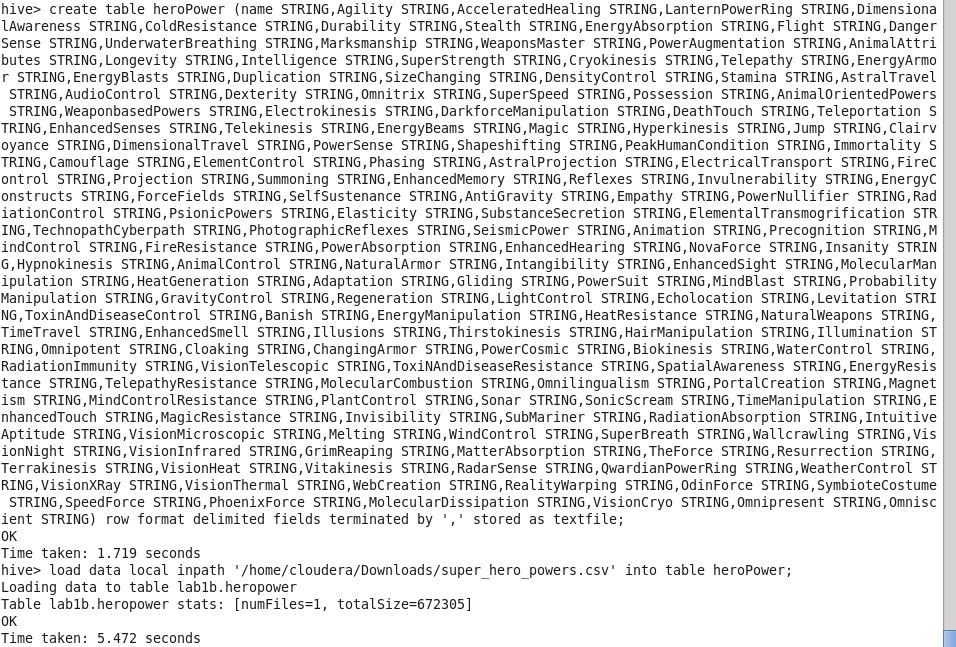 hive> create table heroPower (name STRING,Agility STRING,AcceleratedHealing STRING,LanternPowerRing STRING,Dimensiona
lAwareness STRING,ColdResistance STRING,Durability STRING,Stealth STRING,EnergyAbsorption STRING,Flight STRING,Danger
Sense STRING,UnderwaterBreathing STRING,Marksmanship STRING,WeaponsMaster STRING,PowerAugmentation STRING,AnimalAttri
butes STRING,Longevity STRING,Intelligence STRING,SuperStrength STRING,Cryokinesis STRING,Telepathy STRING,EnergyArmo
r STRING,EnergyBlasts STRING,Duplication STRING,SizeChanging STRING,DensityControl STRING,Stamina STRING,AstralTravel
 STRING,AudioControl STRING,Dexterity STRING,Omnitrix STRING,SuperSpeed STRING,Possession STRING,AnimalOrientedPowers
 STRING,WeaponbasedPowers STRING,Electrokinesis STRING,DarkforceManipulation STRING,DeathTouch STRING,Teleportation S
TRING,EnhancedSenses STRING,Telekinesis STRING,EnergyBeams STRING,Magic STRING,Hyperkinesis STRING,Jump STRING,Clairv
oyance STRING,DimensionalTravel STRING,PowerSense STRING,Shapeshifting STRING,PeakHumanCondition STRING,Immortality S
TRING,Camouflage STRING,ElementControl STRING,Phasing STRING,AstralProjection STRING,ElectricalTransport STRING,FireC
ontrol STRING,Projection STRING,Summoning STRING,EnhancedMemory STRING,Reflexes STRING,Invulnerability STRING,EnergyC
onstructs STRING,ForceFields STRING,SelfSustenance STRING,AntiGravity STRING,Empathy STRING,PowerNullifier STRING,Rad
iationControl STRING,PsionicPowers STRING,Elasticity STRING,SubstanceSecretion STRING,ElementalTransmogrification STR
ING,TechnopathCyberpath STRING,PhotographicReflexes STRING,SeismicPower STRING,Animation STRING,Precognition STRING,M
indControl STRING,FireResistance STRING,PowerAbsorption STRING,EnhancedHearing STRING,NovaForce STRING,Insanity STRIN
G,Hypnokinesis STRING,AnimalControl STRING,NaturalArmor STRING,Intangibility STRING,EnhancedSight STRING,MolecularMan
ipulation STRING,HeatGeneration STRING,Adaptation STRING,Gliding STRING,PowerSuit STRING,MindBlast STRING,Probability
Manipulation STRING,GravityControl STRING,Regeneration STRING,LightControl STRING,Echolocation STRING,Levitation STRI
NG,ToxinAndDiseaseControl STRING,Banish STRING,EnergyManipulation STRING,HeatResistance STRING,NaturalWeapons STRING,
TimeTravel STRING,EnhancedSmell STRING,Illusions STRING,Thirstokinesis STRING,HairManipulation STRING,Illumination ST
RING,Omnipotent STRING,Cloaking STRING,ChangingArmor STRING,PowerCosmic STRING,Biokinesis STRING,WaterControl STRING,
RadiationImmunity STRING,VisionTelescopic STRING,ToxiNAndDiseaseResistance STRING,SpatialAwareness STRING,EnergyResis
tance STRING,TelepathyResistance STRING,MolecularCombustion STRING,Omnilingualism STRING,PortalCreation STRING,Magnet
ism STRING,MindControlResistance STRING,PlantControl STRING,Sonar STRING,SonicScream STRING,TimeManipulation STRING,E
nhancedTouch STRING,MagicResistance STRING,Invisibility STRING,SubMariner STRING,RadiationAbsorption STRING,Intuitive
Aptitude STRING,VisionMicroscopic STRING,Melting STRING,WindControl STRING,SuperBreath STRING,Wallcrawling STRING,Vis
ionNight STRING,VisionInfrared STRING,GrimReaping STRING,MatterAbsorption STRING,TheForce STRING,Resurrection STRING,
Terrakinesis STRING,VisionHeat STRING,Vitakinesis STRING,RadarSense STRING,QwardianPowerRing STRING,WeatherControl ST
RING,VisionXRay STRING,VisionThermal STRING,WebCreation STRING,RealityWarping STRING,OdinForce STRING,SymbioteCostume
 STRING,SpeedForce STRING,PhoenixForce STRING,MolecularDissipation STRING,VisionCryo STRING,Omnipresent STRING,Omnisc
ient STRING) row format delimited fields terminated by ',' stored as textfile;
OK
Time taken: 1.719 seconds
hive> load data local inpath '/home/cloudera/Downloads/super_hero_powers.csv' into table heroPower;
Loading data to table lab1b.heropower
Table lab1b.heropower stats: [numFiles=1, totalSize=672305]
OK
Time taken: 5.472 seconds